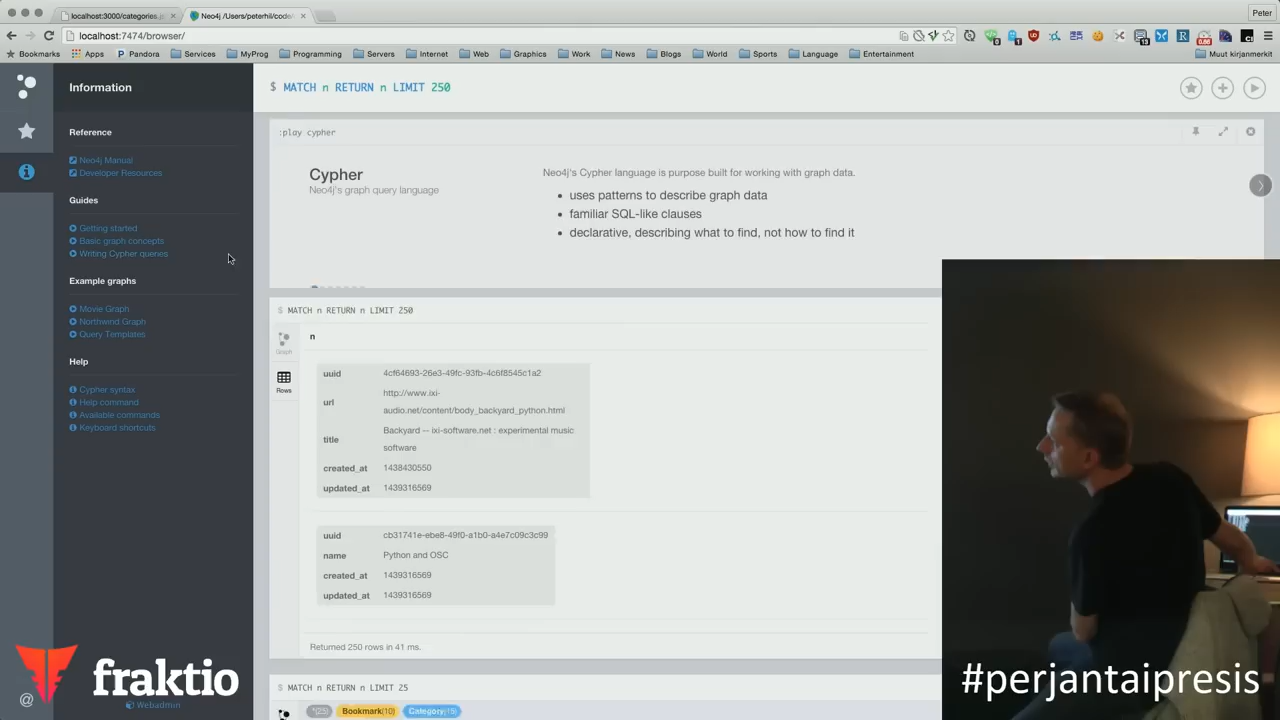 localhost:3000/categories.js
Neo4j /Users/peterhil/code/
Peter
localhost:7474/browser/
Bookmarks
Apps
Pandora
Services
MyProg
Programming
Servers
Internet
Web
Graphics
Work
News
Blogs
World
Sports
Language
Entertainment
Muut kirjanmerkit
Information
Reference
Neo4j Manual
Developer Resources
Guides
Getting started
Basic graph concepts
Writing Cypher queries
Example graphs
Movie Graph
Northwind Graph
Query Templates
Help
Cypher syntax
Help command
Available commands
Keyboard shortcuts
@
Webadmin
fraktio
$ MATCH n RETURN n LIMIT 250
:play cypher
Cypher
Neo4j's graph query language
Neo4j's Cypher language is purpose built for working with graph data.
• uses patterns to describe graph data
• familiar SQL-like clauses
• declarative, describing what to find, not how to find it
$ MATCH n RETURN n LIMIT 250
Graph
Rows
n
uuid 4cf64693-26e3-49fc-93fb-4c6f8545c1a2
url http://www.ixi-
audio.net/content/body_backyard_python.html
title Backyard -- ixi-software.net : experimental music
software
created_at 1438430550
updated_at 1439316569
uuid cb31741e-ebe8-49f0-a1b0-a4e7c09c3c99
name Python and OSC
created_at 1439316569
updated_at 1439316569
Returned 250 rows in 41 ms.
$ MATCH n RETURN n LIMIT 25
*(25)
Bookmark(10)
Category(15)
#perjantaipresis